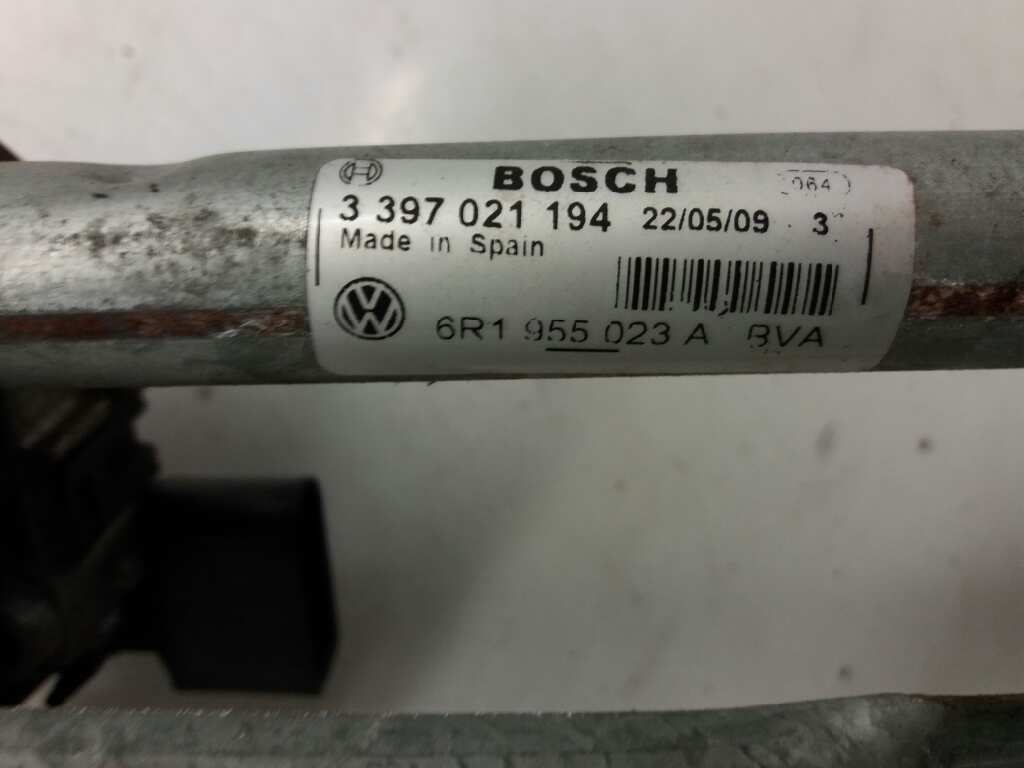 BOSCH 064
3 397 021 194 22/05/09 3
Made in Spain
6R1 955 023 A BVA